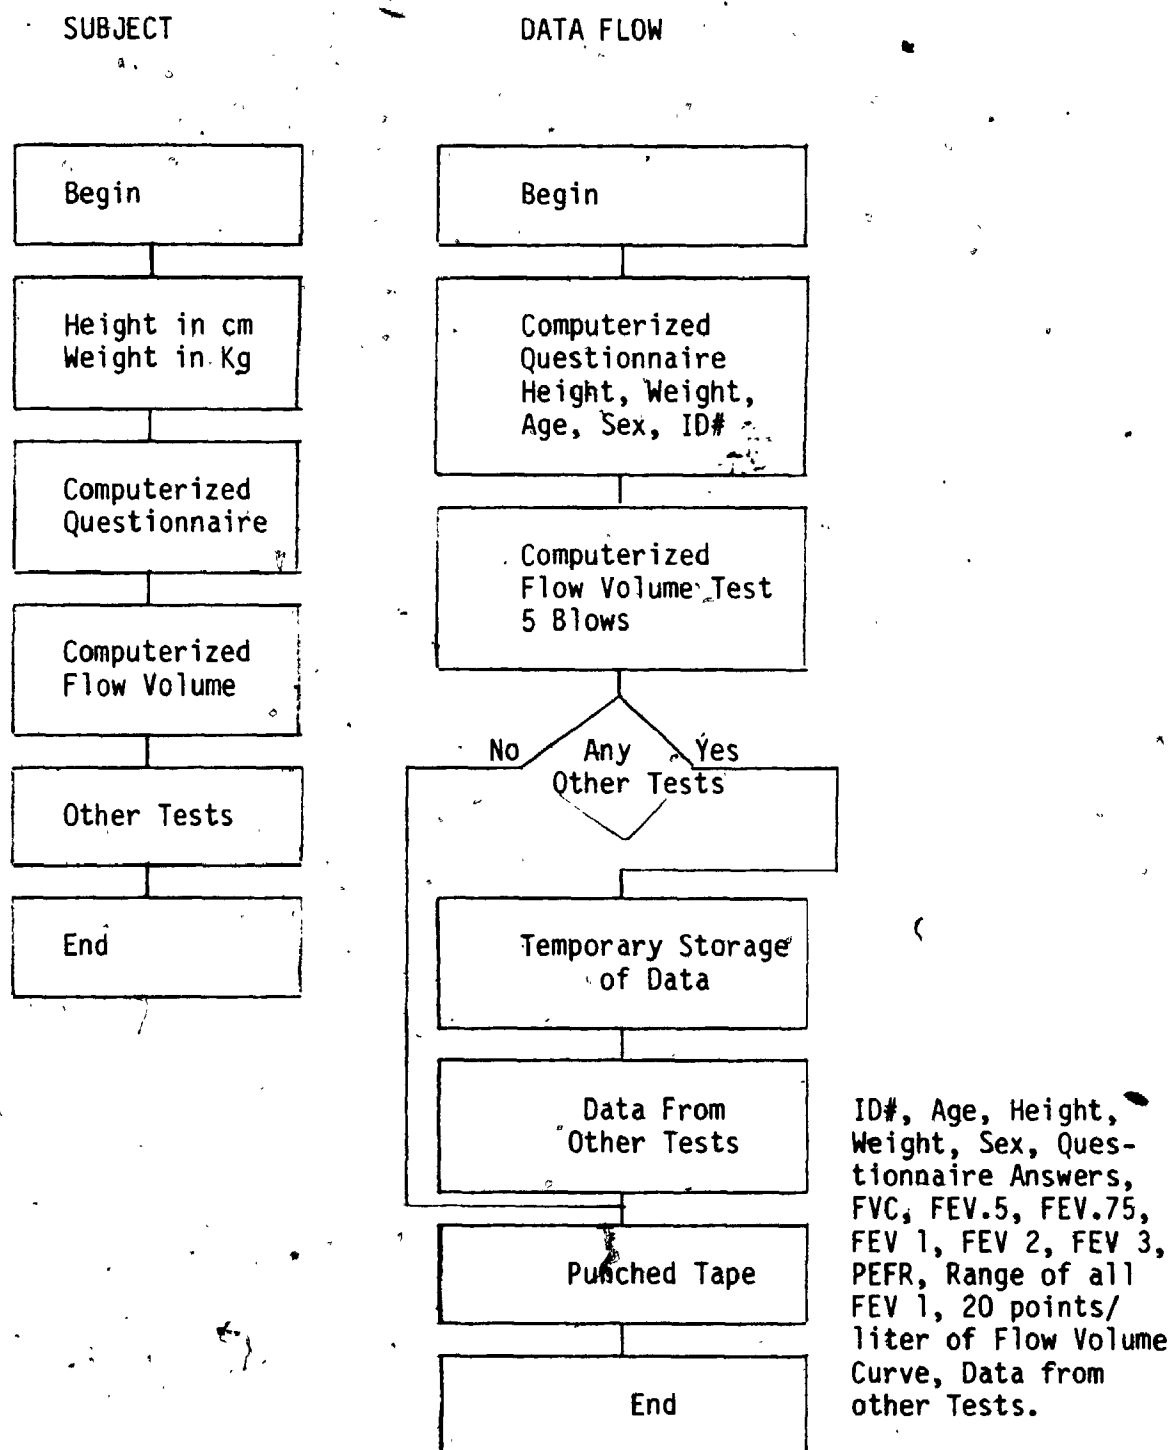 SUBJECT
Begin
Height in cm
Weight in Kg
Computerized
Questionnaire
Computerized
Flow Volume
Other Tests
End
DATA FLOW
Begin
Computerized
Questionnaire
Height, Weight,
Age, Sex, ID#
Computerized
Flow Volume Test
5 Blows
No
Any
Other Tests
Yes
Temporary Storage
of Data
Data From
Other Tests
Punched Tape
End
ID#, Age, Height,
Weight, Sex, Ques-
tionnaire Answers,
FVC, FEV.5, FEV.75,
FEV 1, FEV 2, FEV 3,
PEFR, Range of all
FEV 1, 20 points/
liter of Flow Volume
Curve, Data from
other Tests.